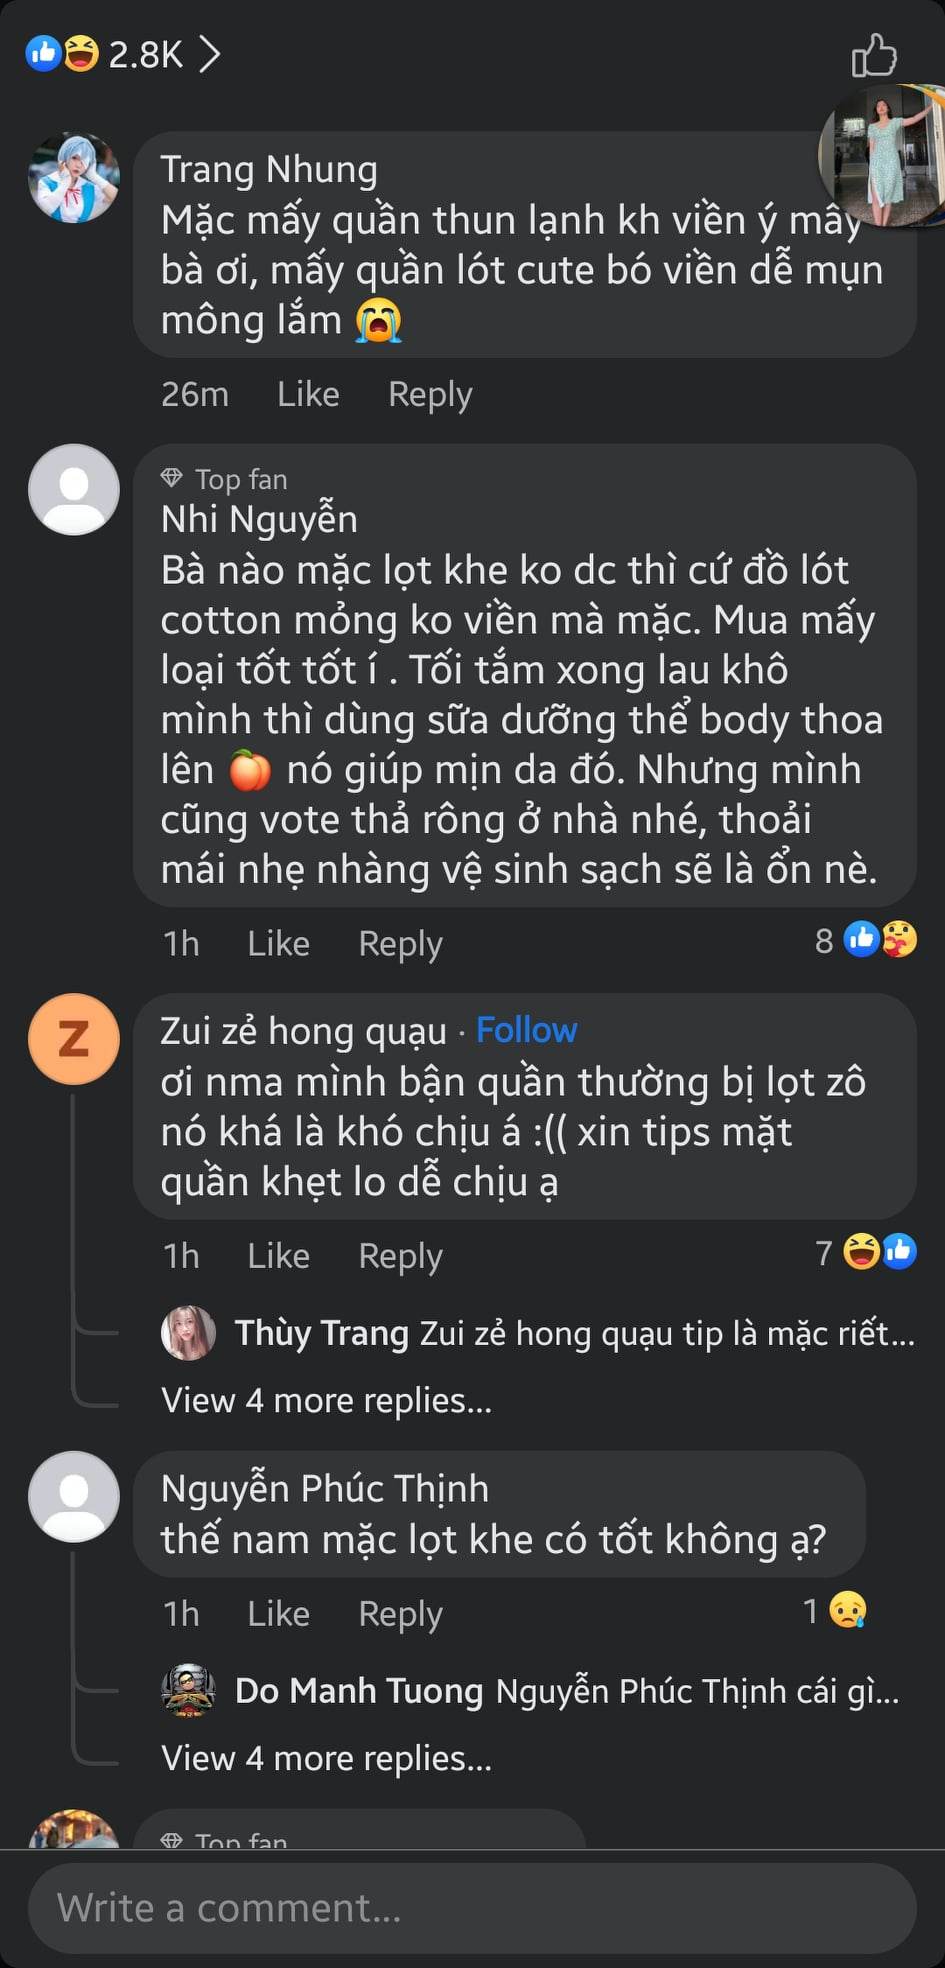 2.8K
Trang Nhung
Mặc mấy quần thun lạnh kh viền ý mấy
bà ơi, mấy quần lót cute bó viền dễ mụn
mông lắm 😭
26m Like Reply
Top fan
Nhi Nguyễn
Bà nào mặc lọt khe ko dc thì cứ đồ lót
cotton mỏng ko viền mà mặc. Mua mấy
loại tốt tốt í . Tối tắm xong lau khô
mình thì dùng sữa dưỡng thể body thoa
lên 🍑 nó giúp mịn da đó. Nhưng mình
cũng vote thả rông ở nhà nhé, thoải
mái nhẹ nhàng vệ sinh sạch sẽ là ổn nè.
1h Like Reply 8
Z
Zui zẻ hong quạu · Follow
ơi nma mình bận quần thường bị lọt zô
nó khá là khó chịu á :(( xin tips mặt
quần khẹt lo dễ chịu ạ
1h Like Reply 7
Thùy Trang Zui zẻ hong quạu tip là mặc riết...
View 4 more replies...
Nguyễn Phúc Thịnh
thế nam mặc lọt khe có tốt không ạ?
1h Like Reply 1
Do Manh Tuong Nguyễn Phúc Thịnh cái gì...
View 4 more replies...
Top fan
Write a comment...